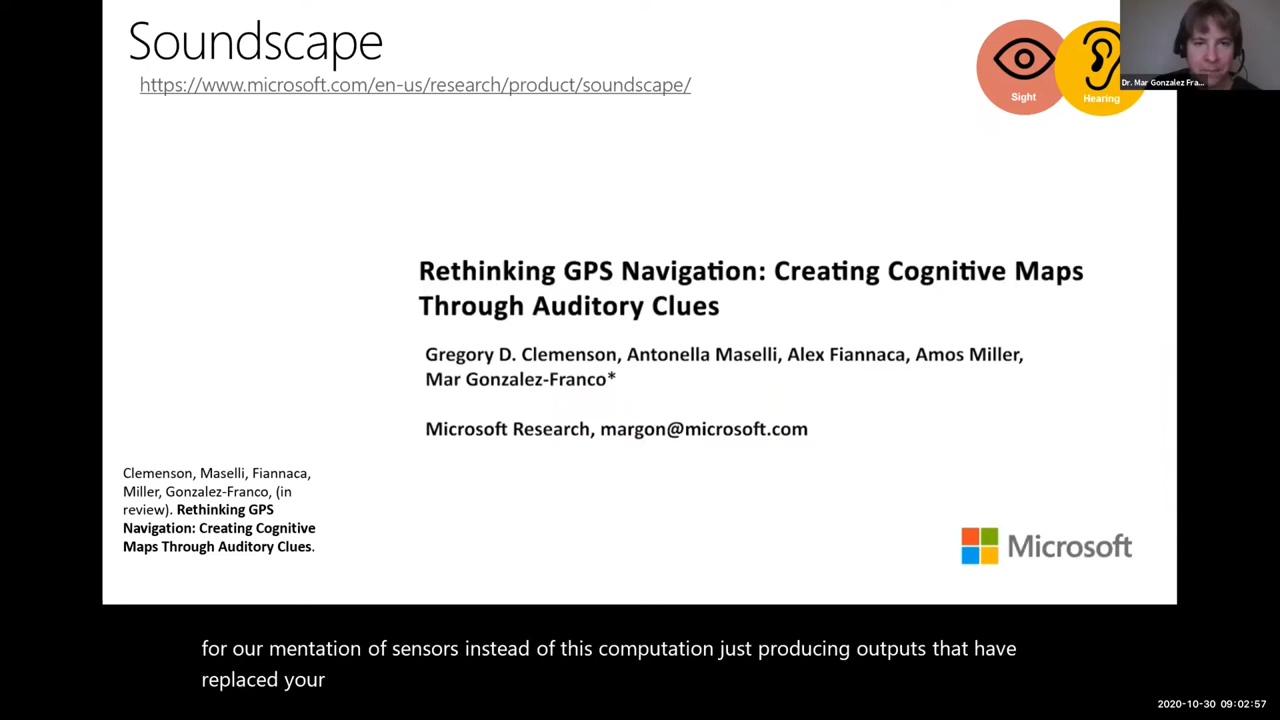 Soundscape
https://www.microsoft.com/en-us/research/product/soundscape/
Sight
Hearing
Dr. Mar Gonzalez Fra...
Rethinking GPS Navigation: Creating Cognitive Maps
Through Auditory Clues
Gregory D. Clemenson, Antonella Maselli, Alex Fiannaca, Amos Miller,
Mar Gonzalez-Franco*
Microsoft Research, margon@microsoft.com
Clemenson, Maselli, Fiannaca,
Miller, Gonzalez-Franco, (in
review). Rethinking GPS
Navigation: Creating Cognitive
Maps Through Auditory Clues.
Microsoft
for our mentation of sensors instead of this computation just producing outputs that have
replaced your
2020-10-30 09:02:57